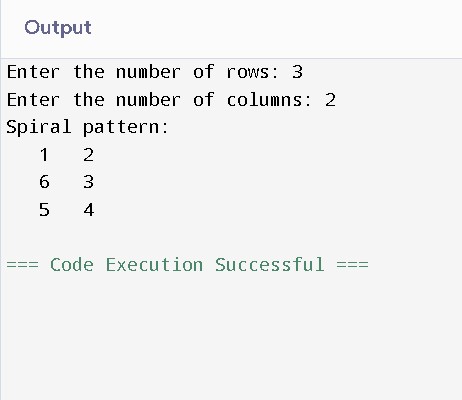 Output
Enter the number of rows: 3
Enter the number of columns: 2
Spiral pattern:
   1   2
   6   3
   5   4
=== Code Execution Successful ===